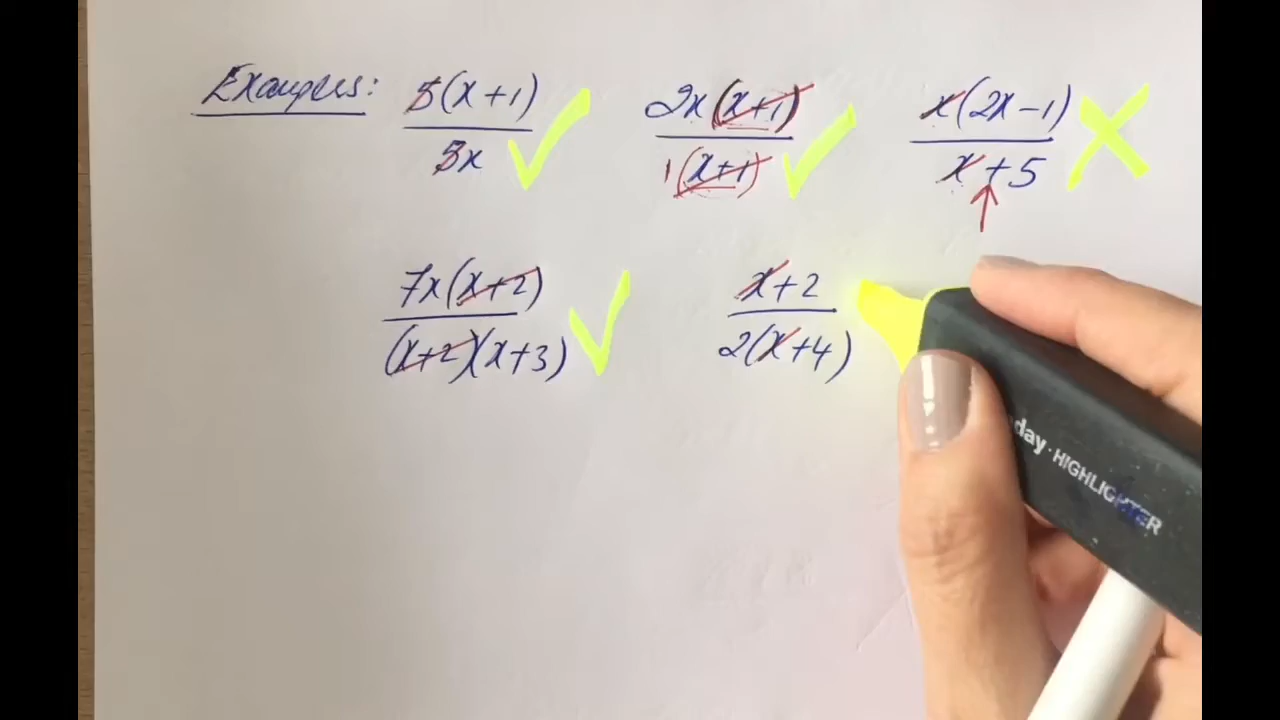 Examples: 5(x+1) 2x(x+1) x(2x-1)
5x 1(x+1) x+5
7x(x+2) x+2
(x+2)(x+3) 2(x+4)
day · HIGHLIGHTER